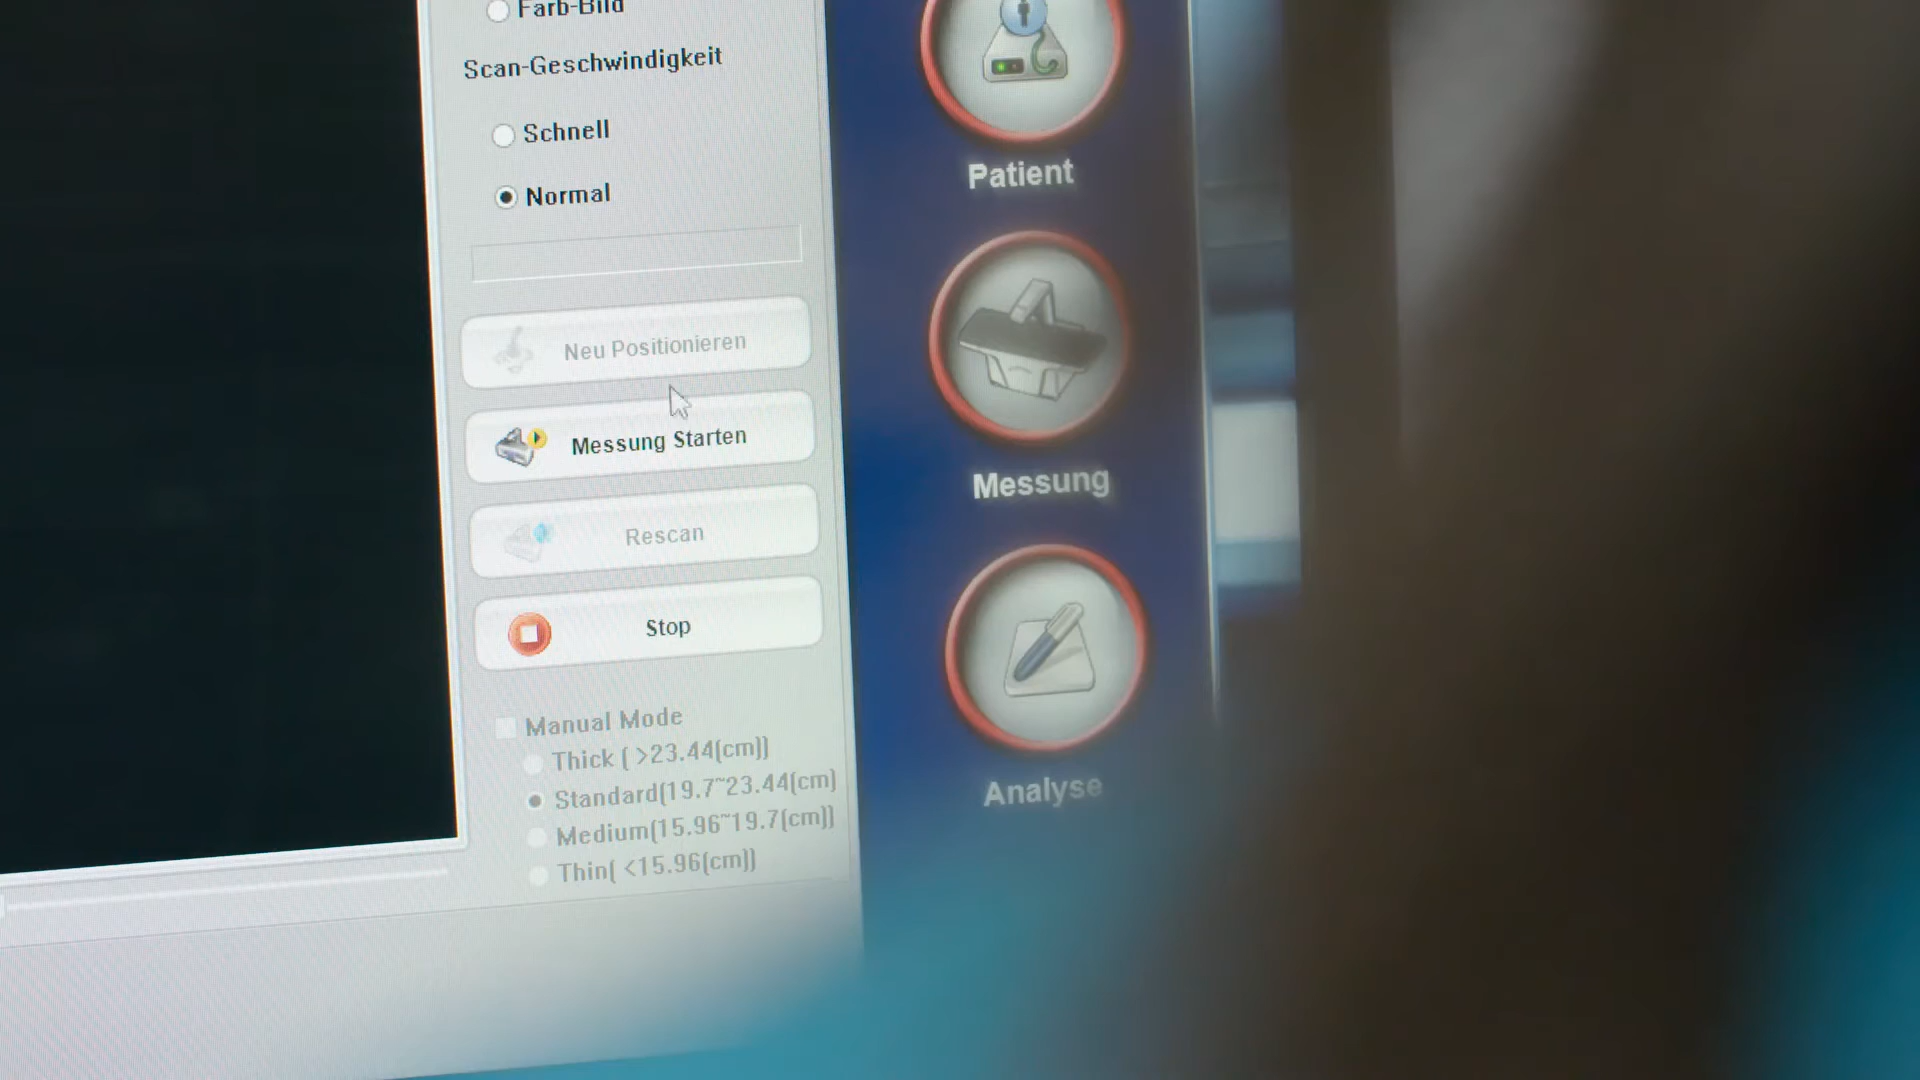 Farb-Bild
Scan-Geschwindigkeit
Schnell
Normal
Neu Positionieren
Messung Starten
Rescan
Stop
Manual Mode
Thick ( >23.44(cm))
Standard(19.7~23.44(cm)
Medium(15.96~19.7(cm))
Thin( <15.96(cm))
Patient
Messung
Analyse